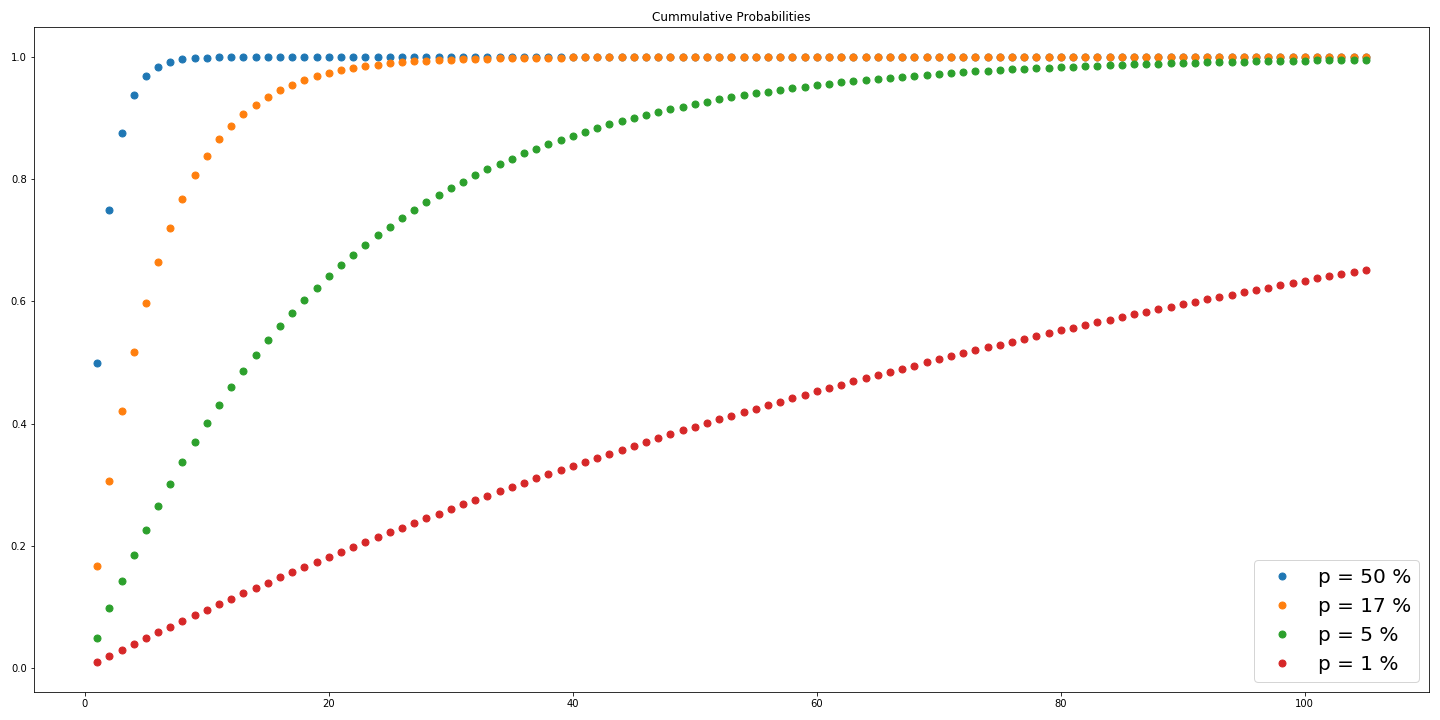 Cummulative Probabilities
1.0
0.8
0.6
0.4
0.2
0.0
0 20 40 60 80 100
p = 50 %
p = 17 %
p = 5 %
p = 1 %